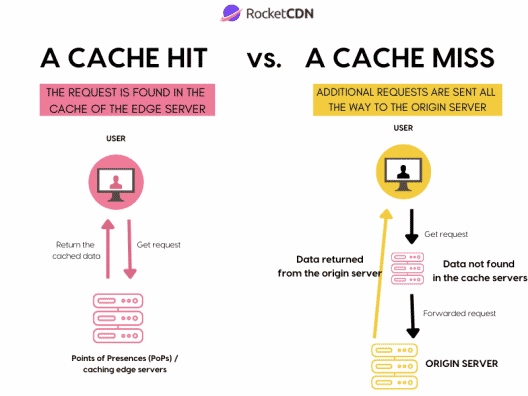 RocketCDN
A CACHE HIT vs. A CACHE MISS
THE REQUEST IS FOUND IN THE
CACHE OF THE EDGE SERVER
ADDITIONAL REQUESTS ARE SENT ALL
THE WAY TO THE ORIGIN SERVER
USER
Return the
cached data
Get request
Points of Presences (PoPs) /
caching edge servers
USER
Get request
Data returned
from the origin server
Data not found
in the cache servers
Forwarded request
ORIGIN SERVER